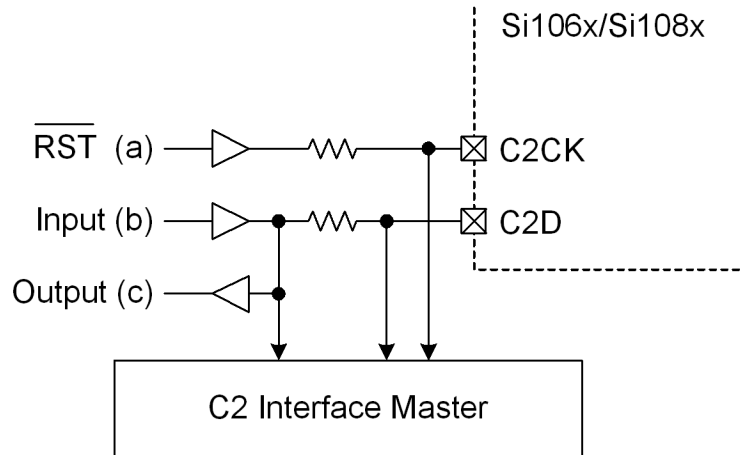 Si106x/Si108x
RST (a)
C2CK
Input (b)
C2D
Output (c)
C2 Interface Master